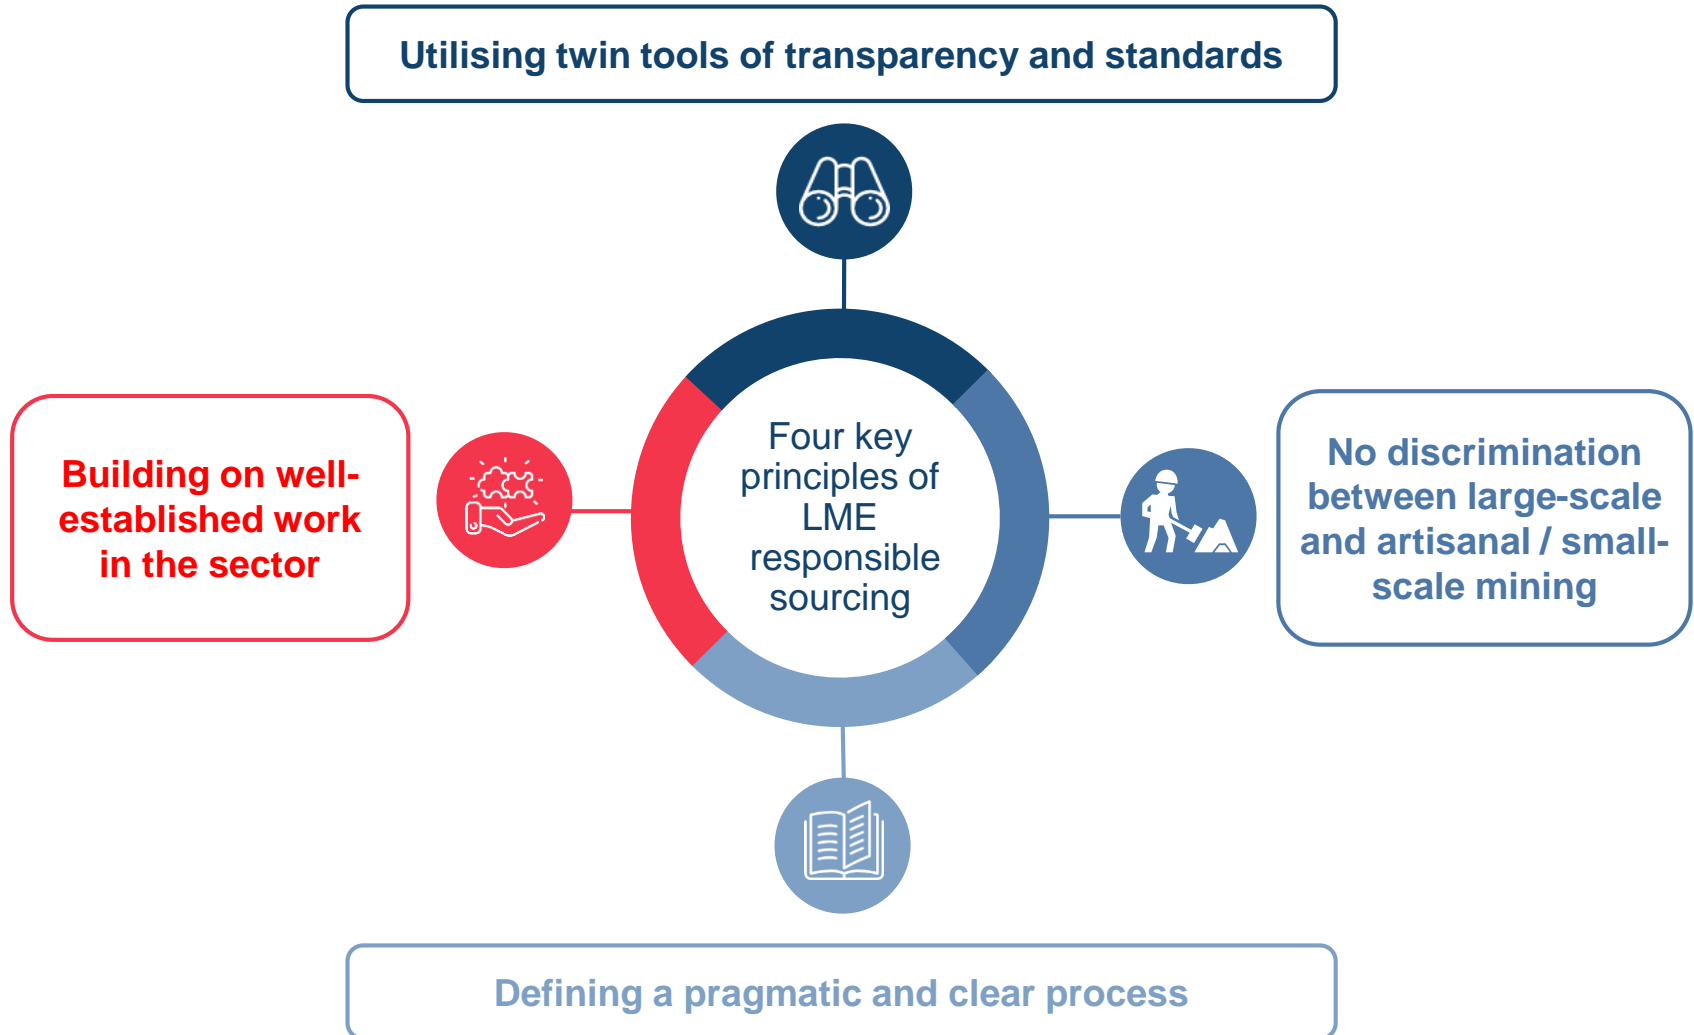 Utilising twin tools of transparency and standards
Building on well-
established work
in the sector
Four key
principles of
LME
responsible
sourcing
No discrimination
between large-scale
and artisanal / small-
scale mining
Defining a pragmatic and clear process